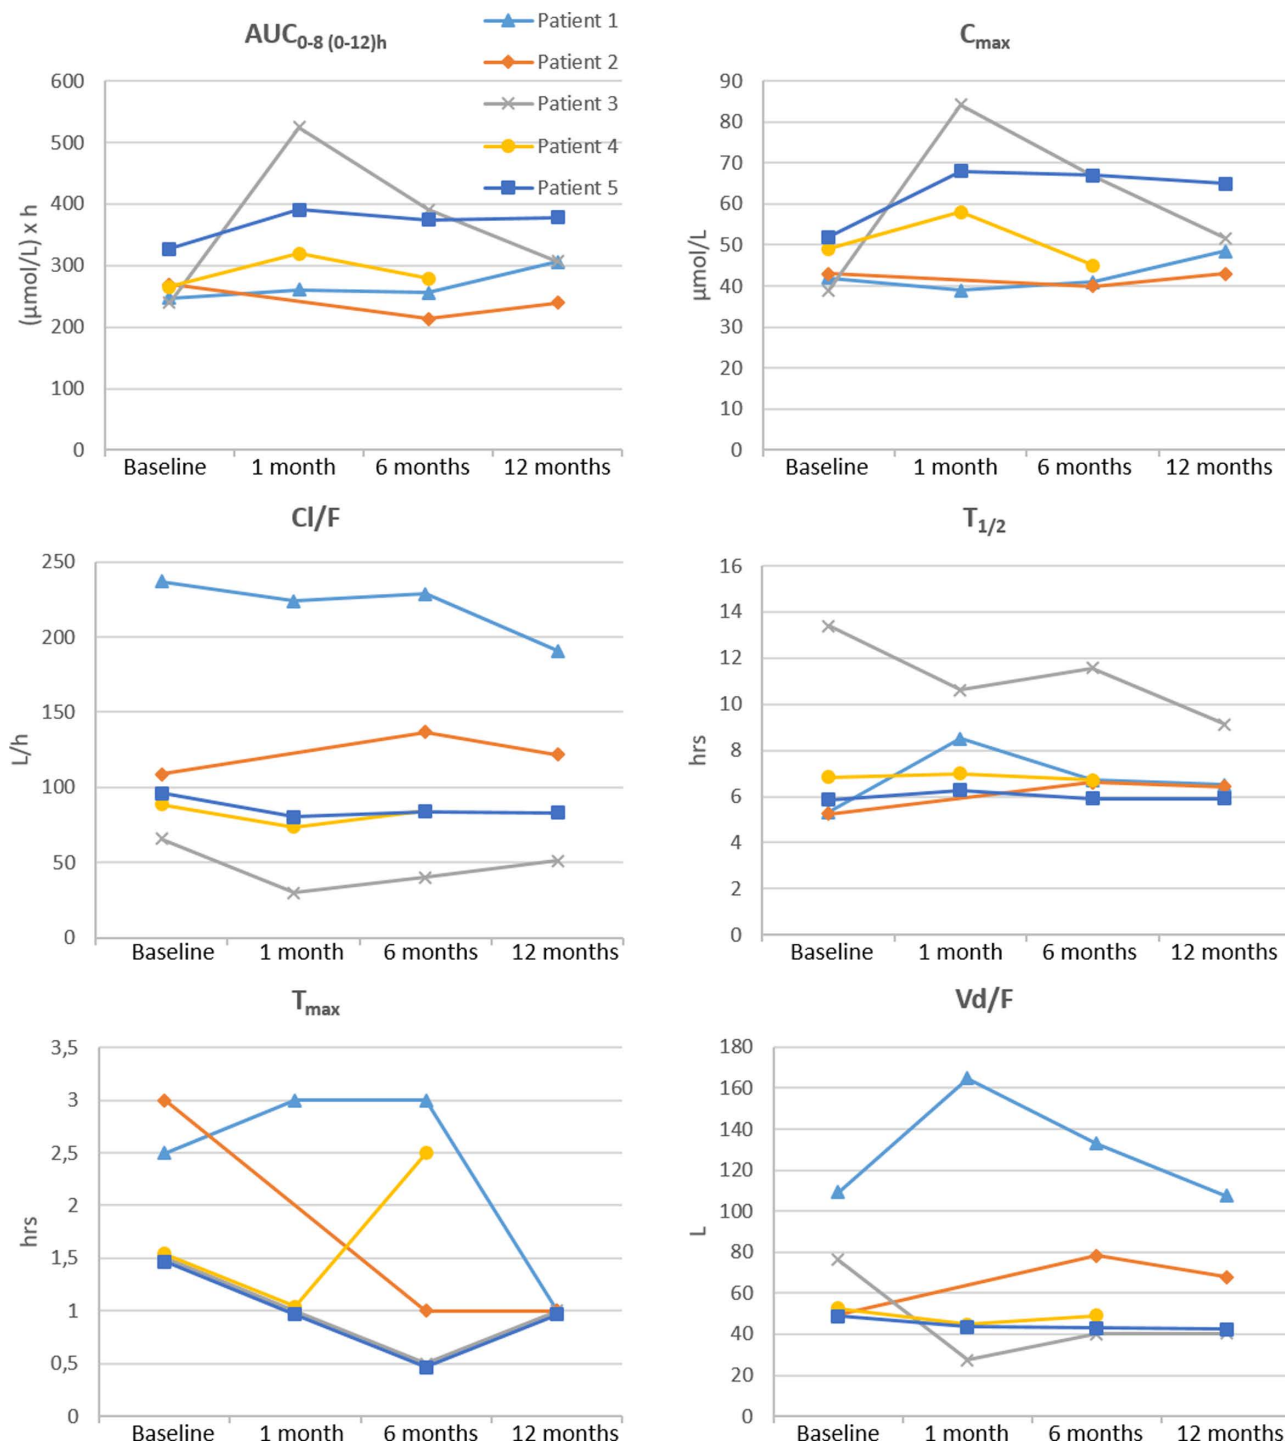 AUC0-8 (0-12)h
Patient 1
Patient 2
Patient 3
Patient 4
Patient 5
600
500
400
300
200
100
0
(µmol/L) x h
Baseline 1 month 6 months 12 months
Cmax
90
80
70
60
50
40
30
20
10
0
µmol/L
Baseline 1 month 6 months 12 months
Cl/F
250
200
150
100
50
0
L/h
Baseline 1 month 6 months 12 months
T1/2
16
14
12
10
8
6
4
2
0
hrs
Baseline 1 month 6 months 12 months
Tmax
3,5
3
2,5
2
1,5
1
0,5
0
hrs
Baseline 1 month 6 months 12 months
Vd/F
180
160
140
120
100
80
60
40
20
0
L
Baseline 1 month 6 months 12 months